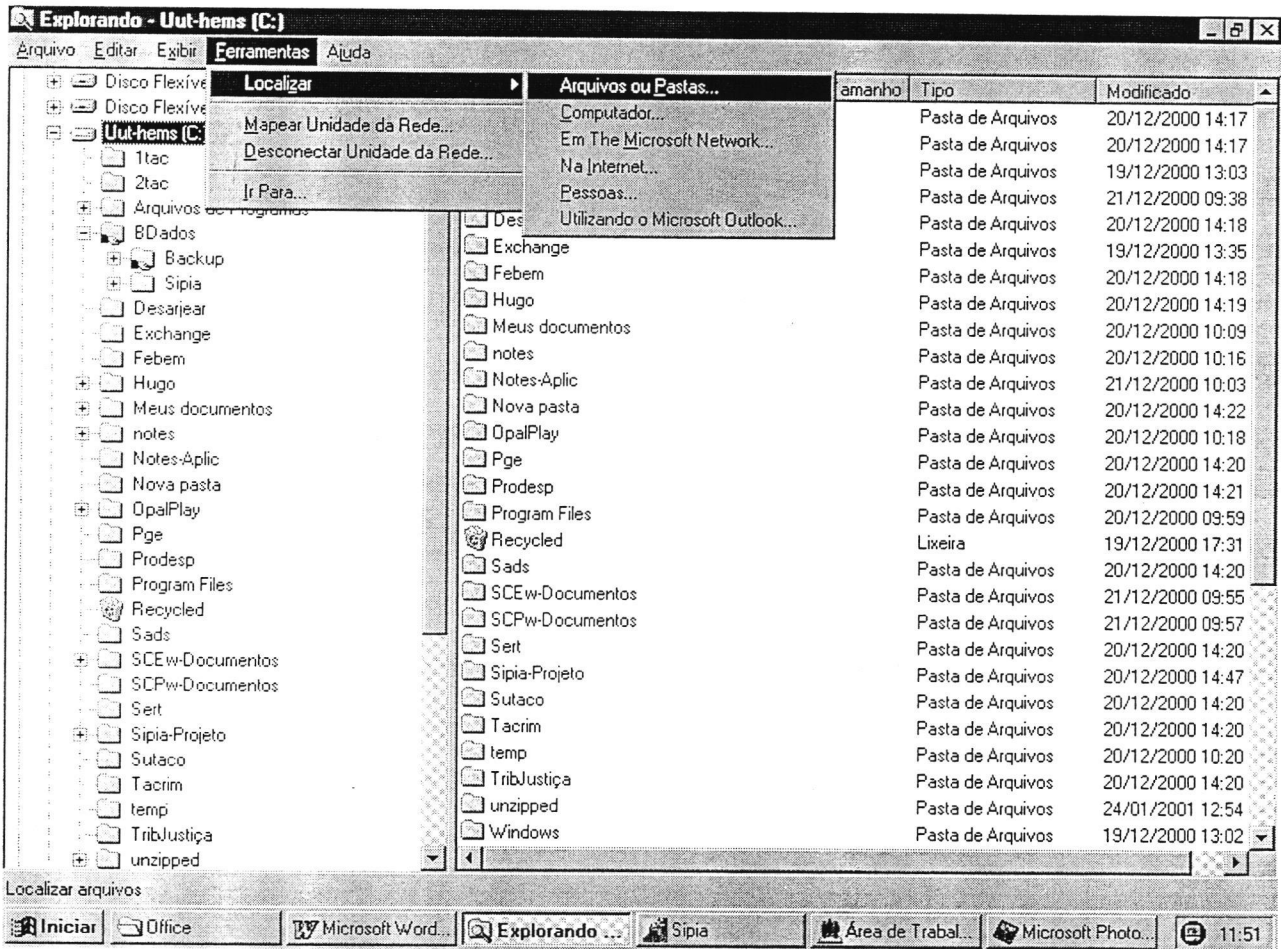 Explorando - Uut-hems (C:)
Arquivo Editar Exibir Ferramentas Ajuda
Localizar
Mapear Unidade da Rede...
Desconectar Unidade da Rede...
Ir Para...
Arquivos ou Pastas...
Computador...
Em The Microsoft Network...
Na Internet...
Pessoas...
Utilizando o Microsoft Outlook...
Disco Flexíve
Disco Flexíve
Uut-hems (C:
1tac
2tac
Arquivos de Programas
BDados
Backup
Sipia
Desarjear
Exchange
Febem
Hugo
Meus documentos
notes
Notes-Aplic
Nova pasta
OpalPlay
Pge
Prodesp
Program Files
Recycled
Sads
SCEw-Documentos
SCPw-Documentos
Sert
Sipia-Projeto
Sutaco
Tacrim
temp
TribJustiça
unzipped
amanho Tipo Modificado
Pasta de Arquivos 20/12/2000 14:17
Pasta de Arquivos 20/12/2000 14:17
Pasta de Arquivos 19/12/2000 13:03
Pasta de Arquivos 21/12/2000 09:38
Des Pasta de Arquivos 20/12/2000 14:18
Exchange Pasta de Arquivos 19/12/2000 13:35
Febem Pasta de Arquivos 20/12/2000 14:18
Hugo Pasta de Arquivos 20/12/2000 14:19
Meus documentos Pasta de Arquivos 20/12/2000 10:09
notes Pasta de Arquivos 20/12/2000 10:16
Notes-Aplic Pasta de Arquivos 21/12/2000 10:03
Nova pasta Pasta de Arquivos 20/12/2000 14:22
OpalPlay Pasta de Arquivos 20/12/2000 10:18
Pge Pasta de Arquivos 20/12/2000 14:20
Prodesp Pasta de Arquivos 20/12/2000 14:21
Program Files Pasta de Arquivos 20/12/2000 09:59
Recycled Lixeira 19/12/2000 17:31
Sads Pasta de Arquivos 20/12/2000 14:20
SCEw-Documentos Pasta de Arquivos 21/12/2000 09:55
SCPw-Documentos Pasta de Arquivos 21/12/2000 09:57
Sert Pasta de Arquivos 20/12/2000 14:20
Sipia-Projeto Pasta de Arquivos 20/12/2000 14:47
Sutaco Pasta de Arquivos 20/12/2000 14:20
Tacrim Pasta de Arquivos 20/12/2000 14:20
temp Pasta de Arquivos 20/12/2000 10:20
TribJustiça Pasta de Arquivos 20/12/2000 14:20
unzipped Pasta de Arquivos 24/01/2001 12:54
Windows Pasta de Arquivos 19/12/2000 13:02
Localizar arquivos
Iniciar Office Microsoft Word... Explorando ... Sipia Área de Trabal... Microsoft Photo... 11:51